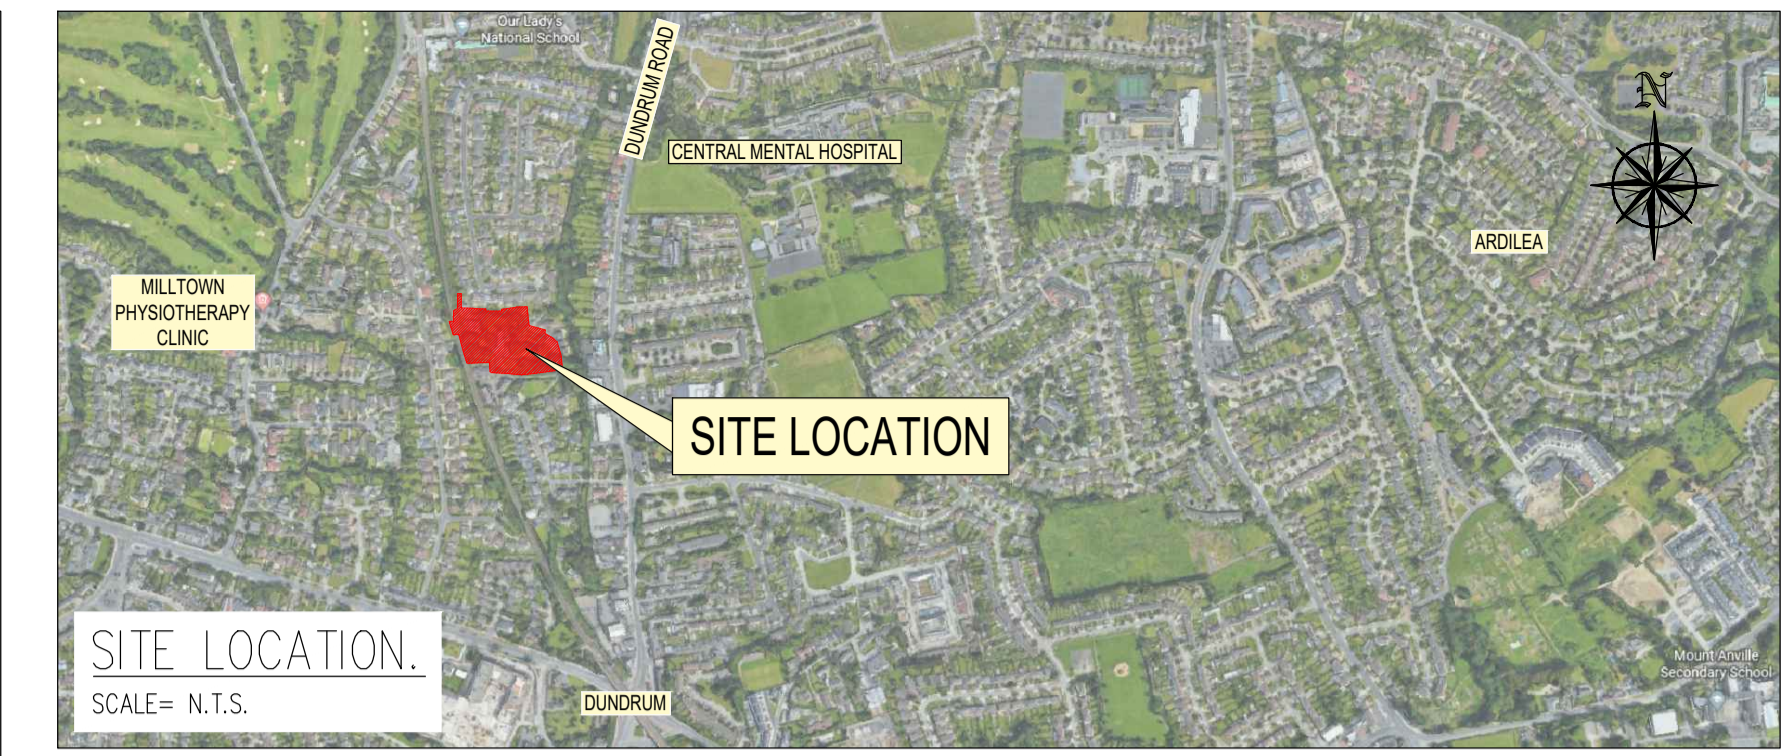 Our Lady's
National School
DUNDRUM ROAD
N
CENTRAL MENTAL HOSPITAL
ARDILEA
MILLTOWN
PHYSIOTHERAPY
CLINIC
SITE LOCATION
SITE LOCATION.
SCALE= N.T.S.
DUNDRUM
Mount Anville
Secondary School